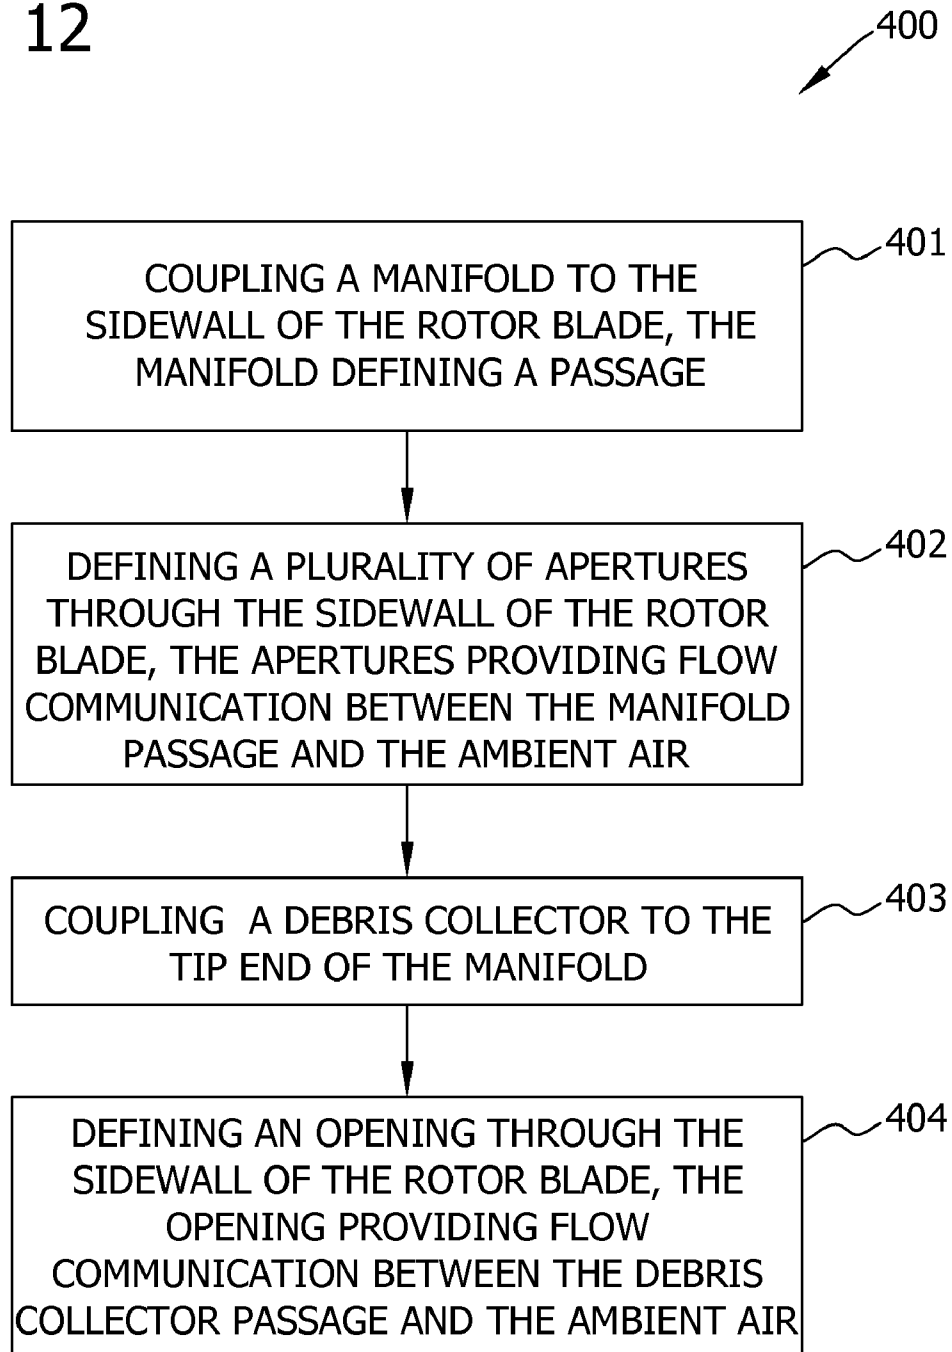 12
400
401
COUPLING A MANIFOLD TO THE
SIDEWALL OF THE ROTOR BLADE, THE
MANIFOLD DEFINING A PASSAGE
402
DEFINING A PLURALITY OF APERTURES
THROUGH THE SIDEWALL OF THE ROTOR
BLADE, THE APERTURES PROVIDING FLOW
COMMUNICATION BETWEEN THE MANIFOLD
PASSAGE AND THE AMBIENT AIR
403
COUPLING A DEBRIS COLLECTOR TO THE
TIP END OF THE MANIFOLD
404
DEFINING AN OPENING THROUGH THE
SIDEWALL OF THE ROTOR BLADE, THE
OPENING PROVIDING FLOW
COMMUNICATION BETWEEN THE DEBRIS
COLLECTOR PASSAGE AND THE AMBIENT AIR